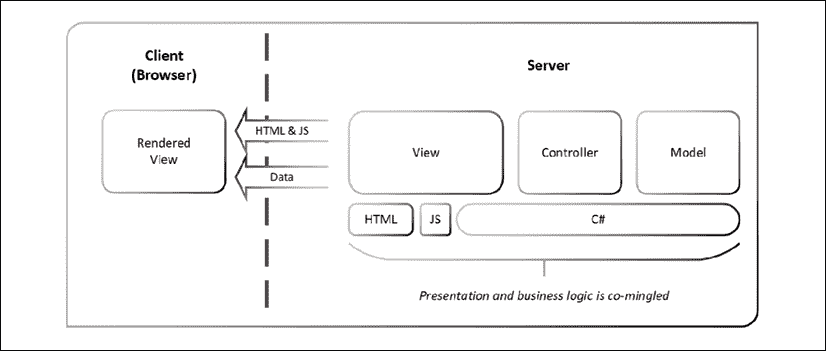 Client
(Browser)
Server
Rendered
View
HTML & JS
Data
View
Controller
Model
HTML
JS
C#
Presentation and business logic is co-mingled